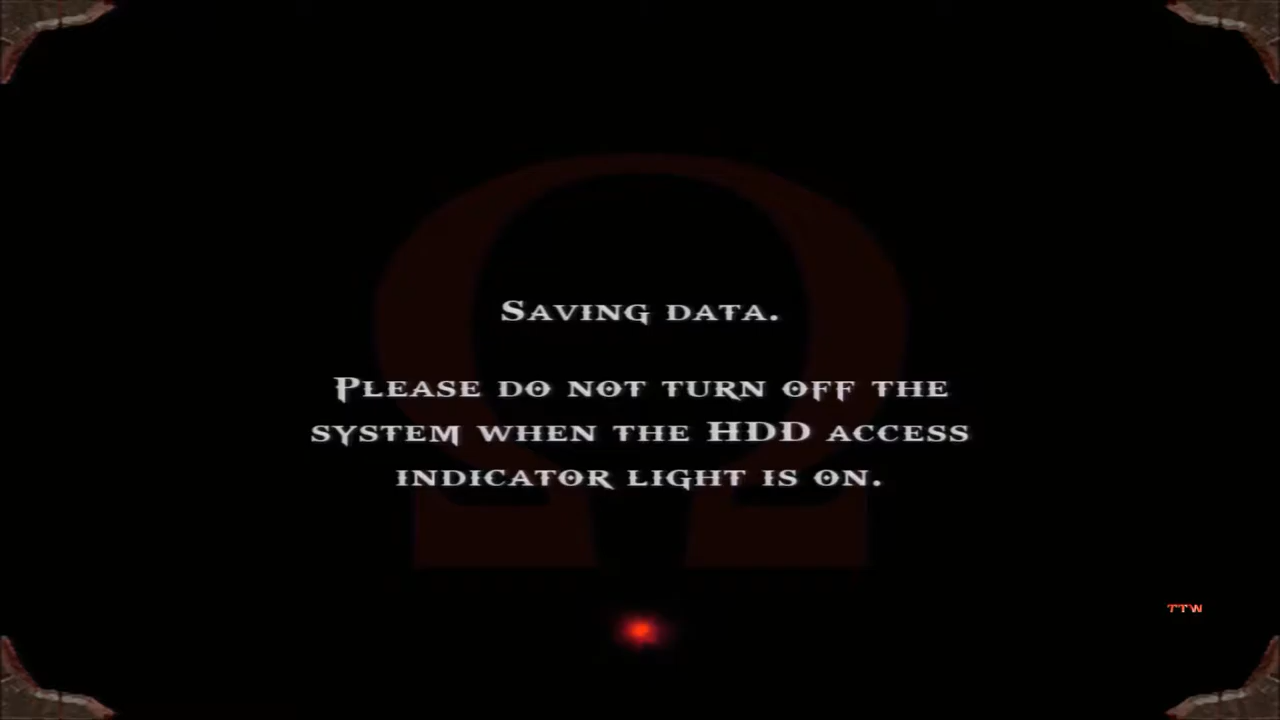 Saving data.
Please do not turn off the
system when the HDD access
indicator light is on.
TTW